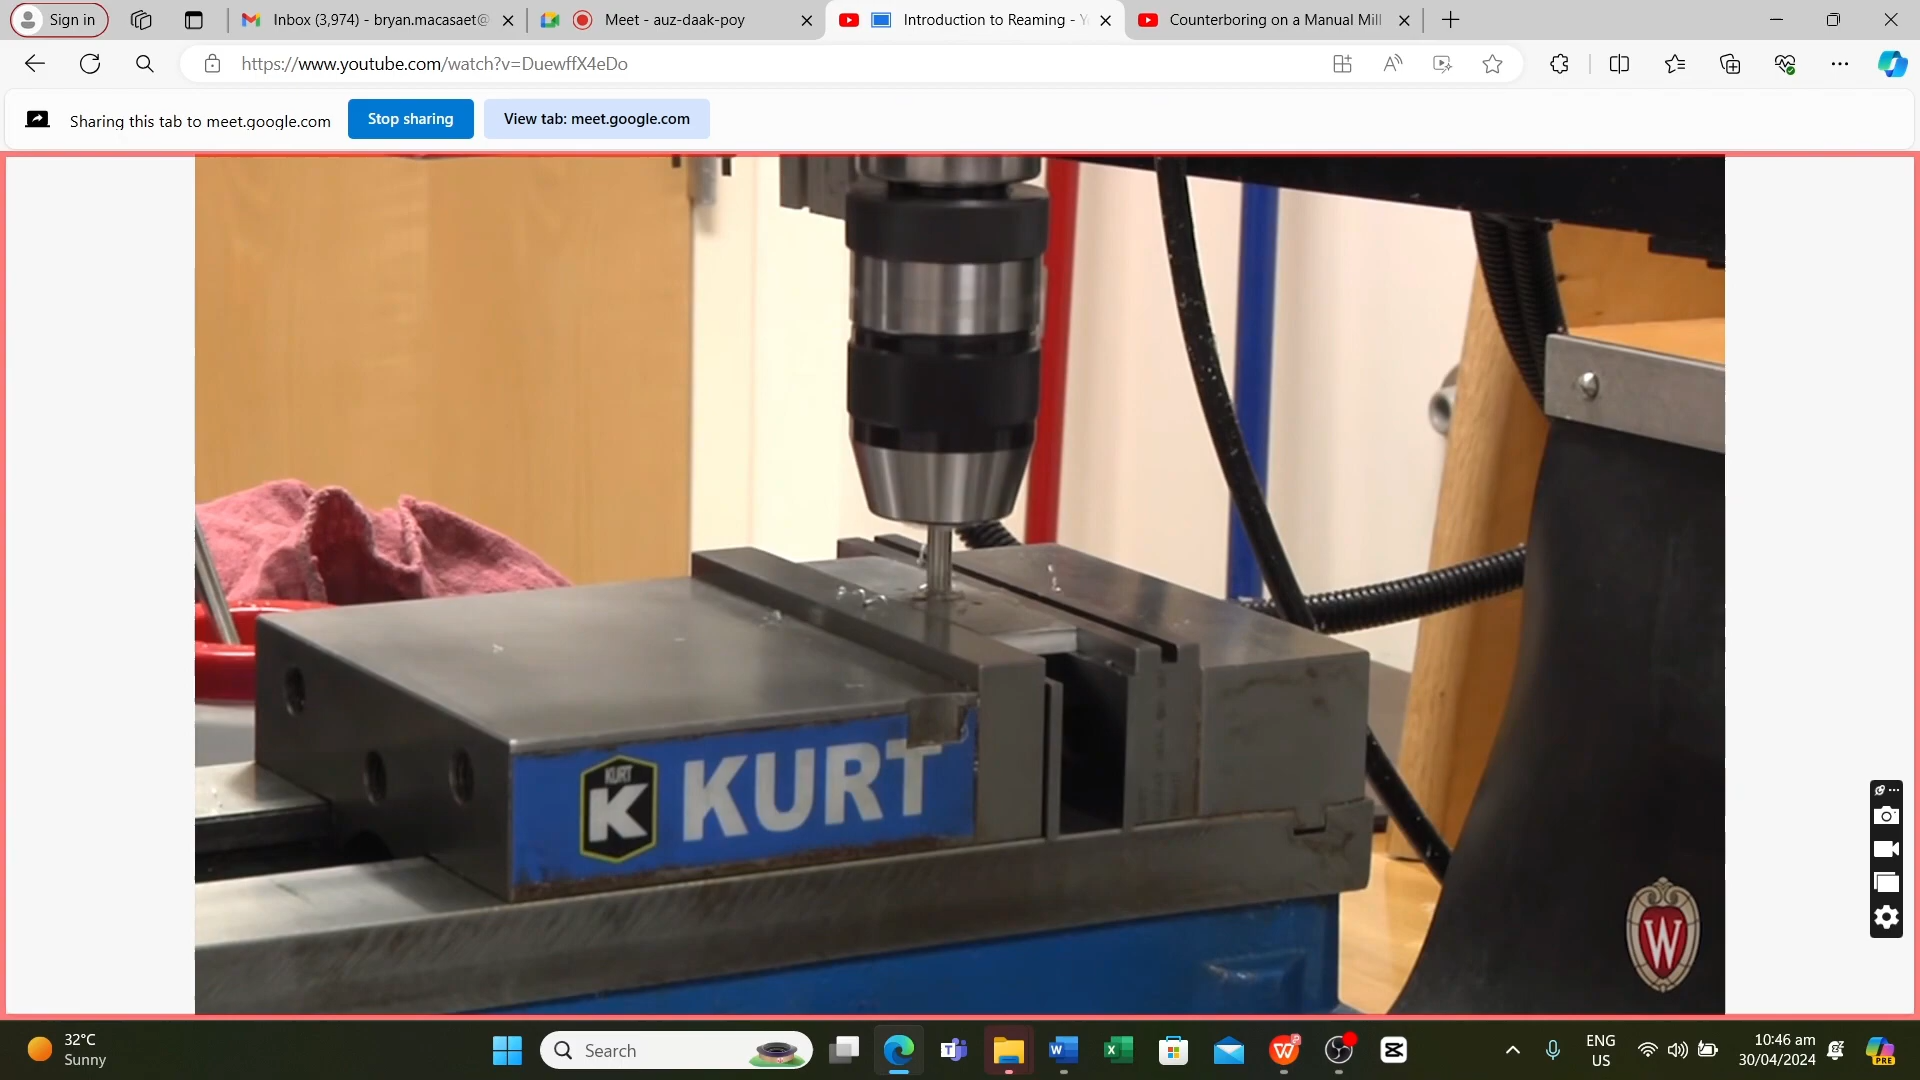 Sign in
Inbox (3,974) - bryan.macasaet@
Meet - auz-daak-poy
Introduction to Reaming - Y
Counterboring on a Manual Mill
https://www.youtube.com/watch?v=DuewffX4eDo
Sharing this tab to meet.google.com
Stop sharing
View tab: meet.google.com
KURT
K
KURT
W
32°C
Sunny
Search
ENG
US
10:46 am
30/04/2024
PRE